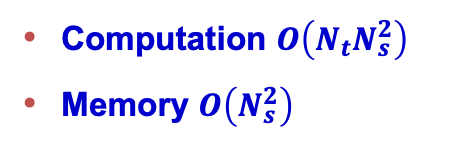 • Computation O(NₜNₛ²)
• Memory O(Nₛ²)